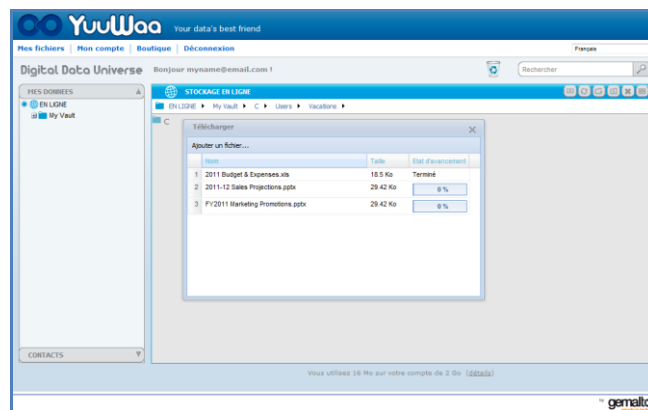 YuuWaa Your data's best friend
Mes fichiers Mon compte Boutique Déconnexion Français
Digital Data Universe Bonjour myname@email.com ! Rechercher
MES DONNEES STOCKAGE EN LIGNE
EN LIGNE EN LIGNE My Vault C Users Vacations
My Vault C
Télécharger
Ajouter un fichier...
Nom Taille Etat d'avancement
1 2011 Budget & Expenses.xls 18.5 Ko Terminé
2 2011-12 Sales Projections.pptx 29.42 Ko 0 %
3 FY2011 Marketing Promotions.pptx 29.42 Ko 0 %
CONTACTS
Vous utilisez 16 Mo sur votre compte de 2 Go (détails)
by gemalto